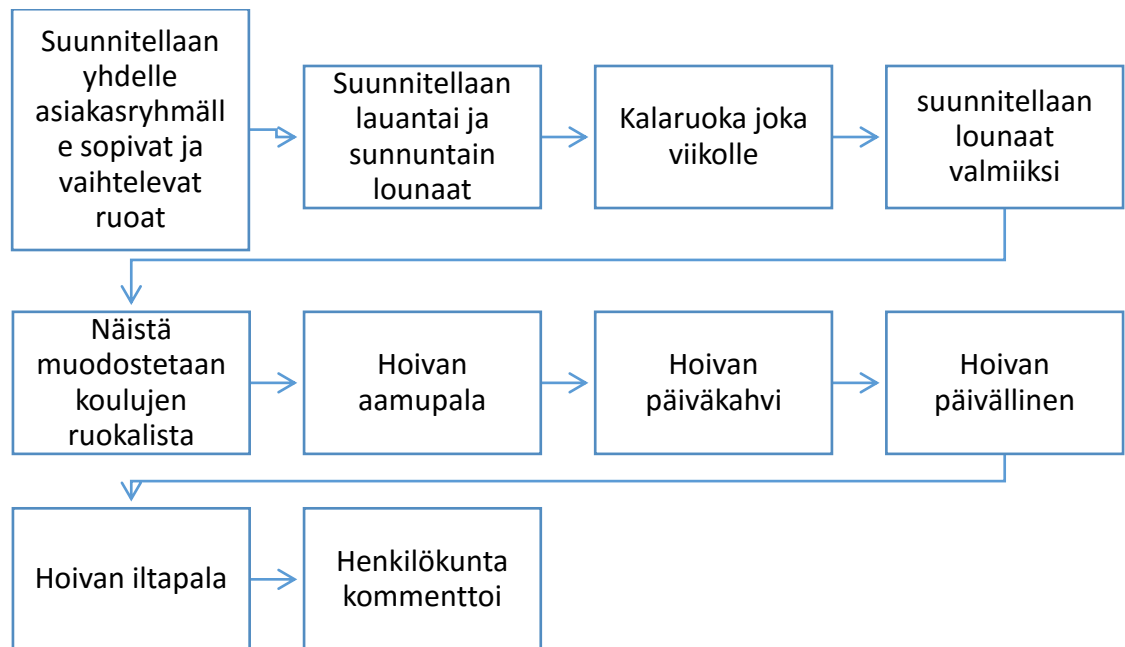 Suunnitellaan
yhdelle
asiakasryhmäll
e sopivat ja
vaihtelevat
ruoat
Suunnitellaan
lauantai ja
sunnuntain
lounaat
Kalaruoka joka
viikolle
suunnitellaan
lounaat
valmiiksi
Näistä
muodostetaan
koulujen
ruokalista
Hoivan
aamupala
Hoivan
päiväkahvi
Hoivan
päivällinen
Hoivan iltapala
Henkilökunta
kommenttoi